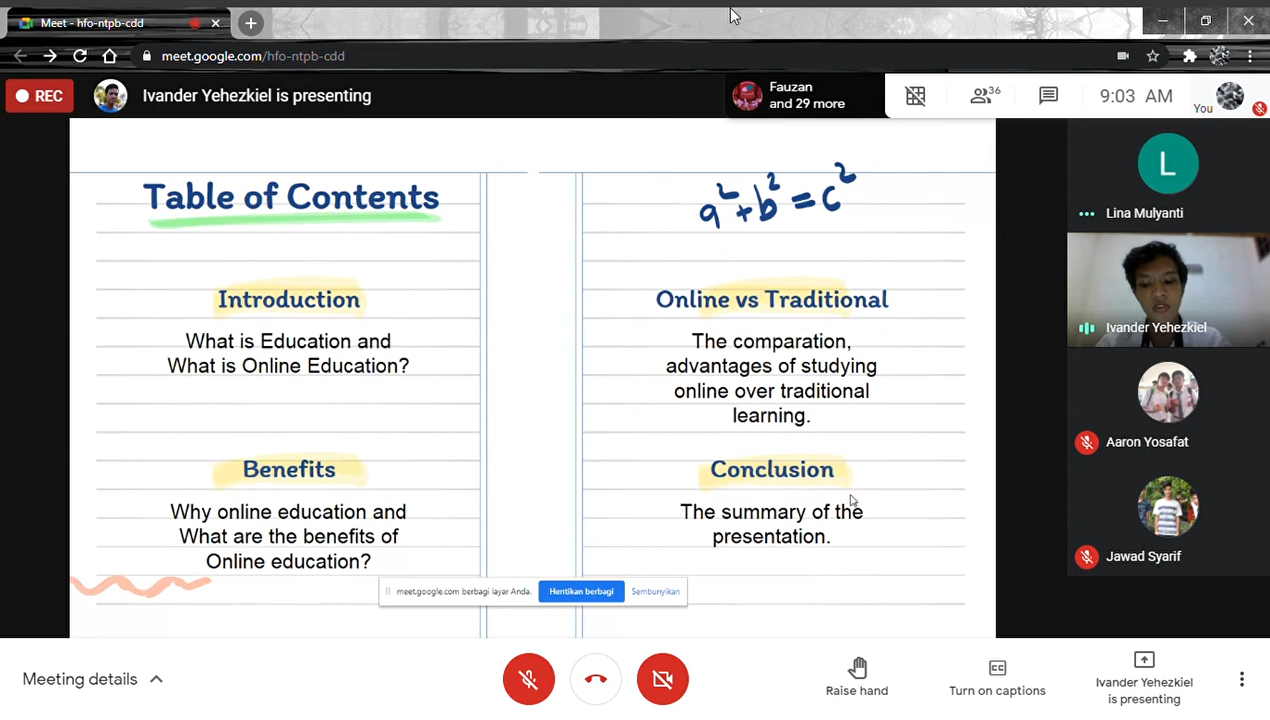 Meet - hfo-ntpb-cdd
meet.google.com/hfo-ntpb-cdd
REC
Ivander Yehezkiel is presenting
Fauzan
and 29 more
36
9:03 AM
You
Table of Contents
Introduction
What is Education and
What is Online Education?
Benefits
Why online education and
What are the benefits of
Online education?
a²+b²=c²
Online vs Traditional
The comparation,
advantages of studying
online over traditional
learning.
Conclusion
The summary of the
presentation.
meet.google.com berbagi layar Anda.
Hentikan berbagi
Sembunyikan
L
Lina Mulyanti
Ivander Yehezkiel
Aaron Yosafat
Jawad Syarif
Meeting details
Raise hand
CC
Turn on captions
Ivander Yehezkiel
is presenting